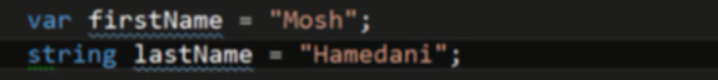 var firstName = "Mosh";
string lastName = "Hamedani";